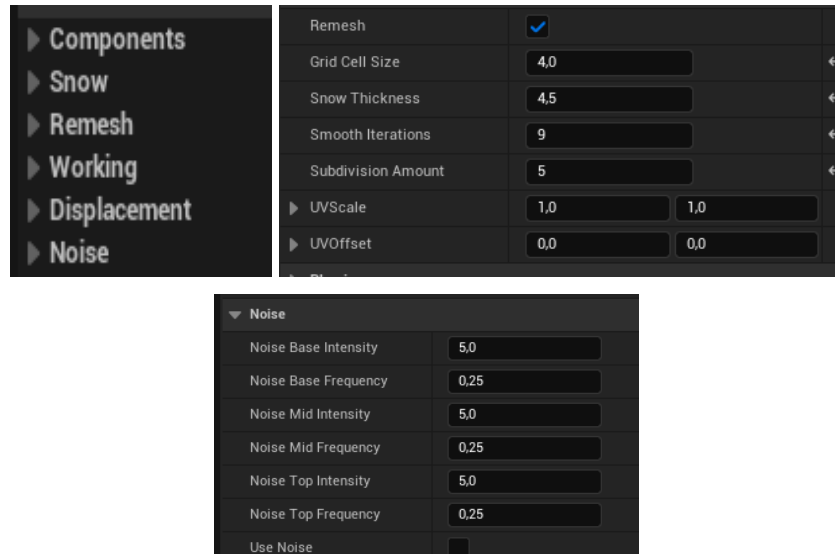 Components
Snow
Remesh
Working
Displacement
Noise
Remesh
Grid Cell Size 4,0
Snow Thickness 4,5
Smooth Iterations 9
Subdivision Amount 5
UVScale 1,0 1,0
UVOffset 0,0 0,0
Noise
Noise Base Intensity 5,0
Noise Base Frequency 0,25
Noise Mid Intensity 5,0
Noise Mid Frequency 0,25
Noise Top Intensity 5,0
Noise Top Frequency 0,25
Use Noise